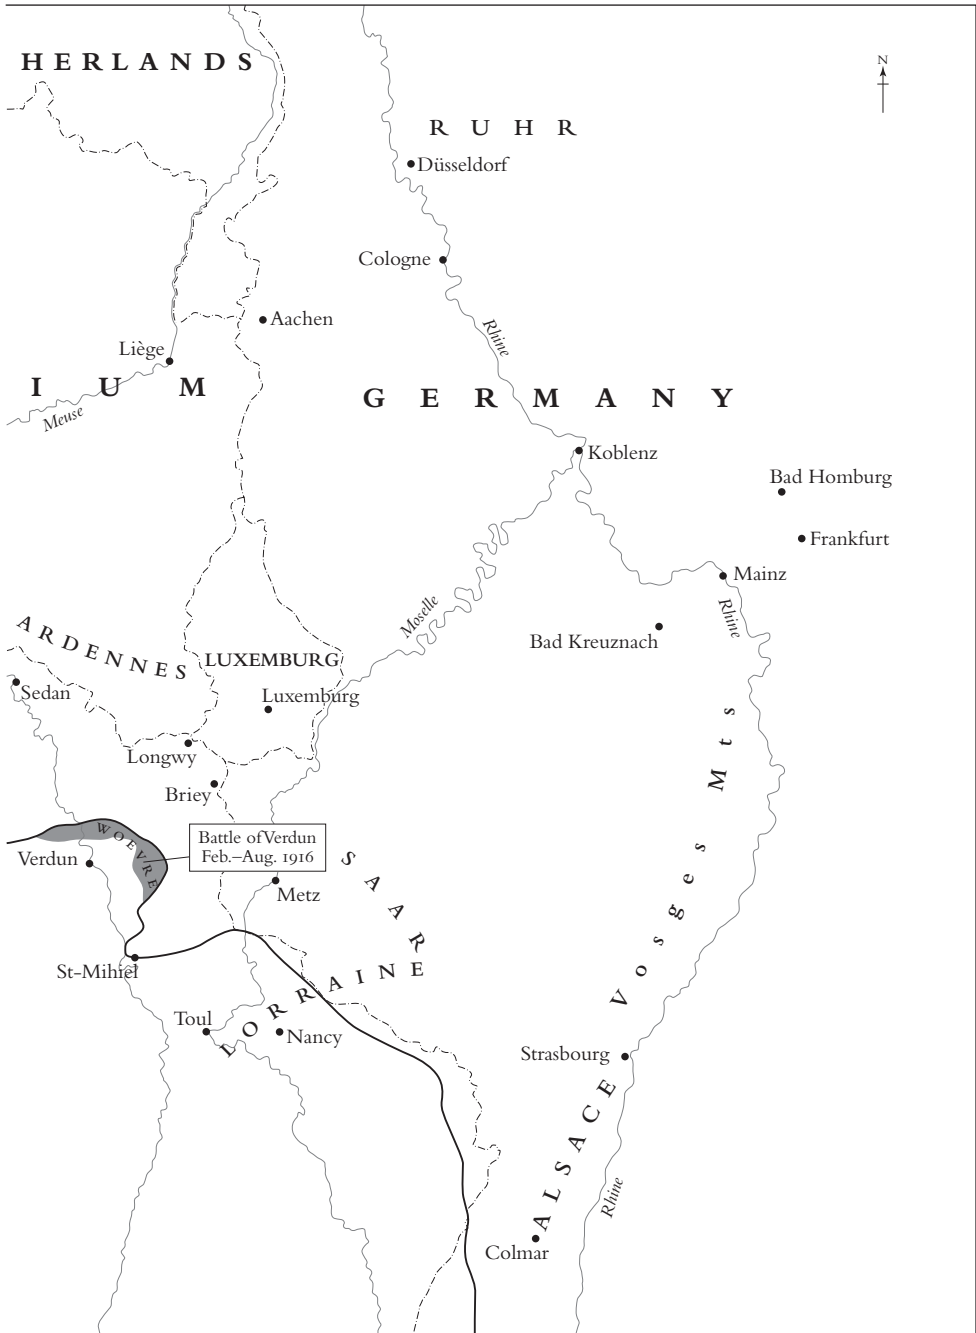 HERLANDS
N
RUHR
Düsseldorf
Cologne
Aachen
Rhine
Liège
IUM
Meuse
GERMANY
Koblenz
Bad Homburg
Frankfurt
Mainz
Moselle
Rhine
ARDENNES
Bad Kreuznach
LUXEMBURG
Sedan
Luxemburg
Longwy
Briey
Vosges Mts
WOEVRE
Battle of Verdun
Feb.–Aug. 1916
Verdun
SAAR
Metz
St-Mihiel
LORRAINE
Toul
Nancy
Strasbourg
ALSACE
Rhine
Colmar